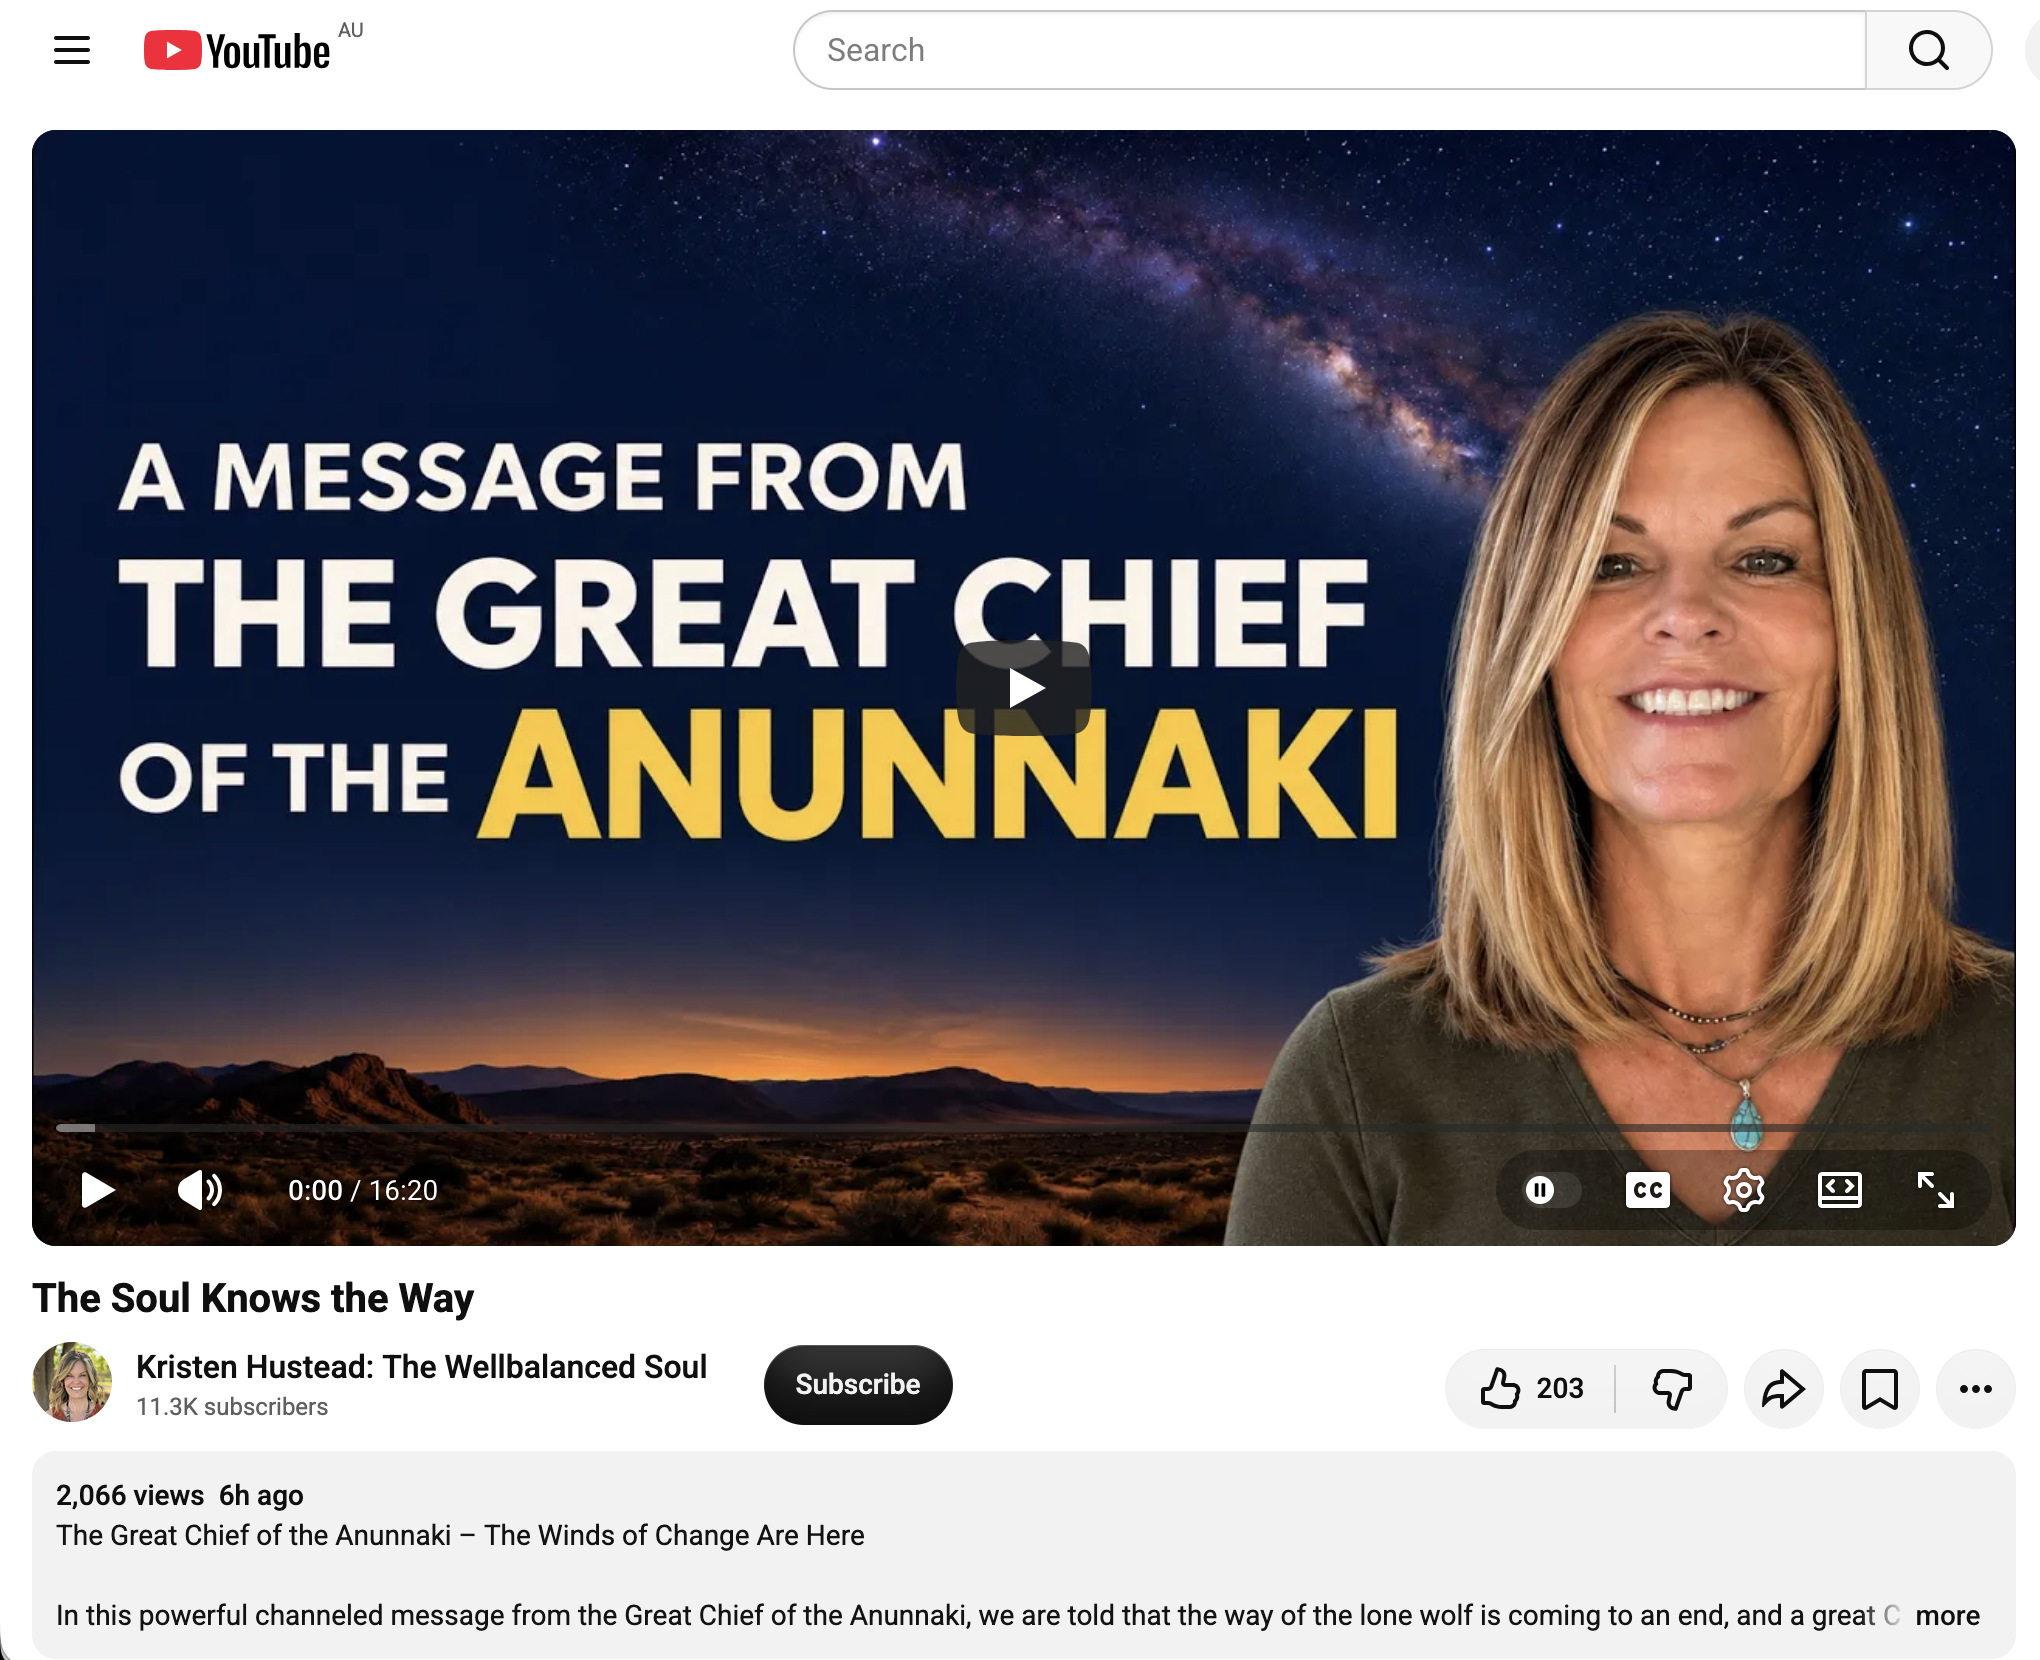 YouTube AU
Search
A MESSAGE FROM
THE GREAT CHIEF
OF THE ANUNNAKI
0:00 / 16:20
CC
The Soul Knows the Way
Kristen Hustead: The Wellbalanced Soul
11.3K subscribers
Subscribe
203
2,066 views 6h ago
The Great Chief of the Anunnaki – The Winds of Change Are Here
In this powerful channeled message from the Great Chief of the Anunnaki, we are told that the way of the lone wolf is coming to an end, and a great C more